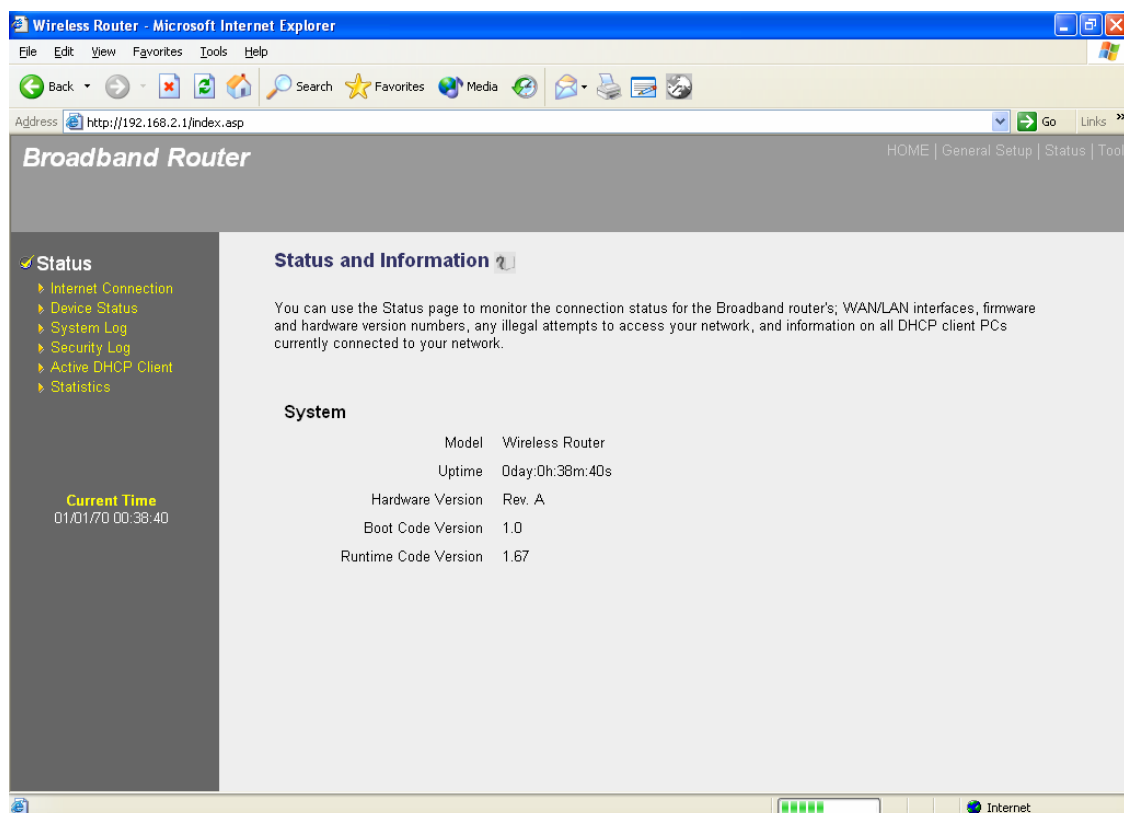 Wireless Router - Microsoft Internet Explorer
File Edit View Favorites Tools Help
Back Search Favorites Media
Address http://192.168.2.1/index.asp Go Links »
Broadband Router
HOME | General Setup | Status | Tool
Status
Internet Connection
Device Status
System Log
Security Log
Active DHCP Client
Statistics
Current Time
01/01/70 00:38:40
Status and Information
You can use the Status page to monitor the connection status for the Broadband router's; WAN/LAN interfaces, firmware
and hardware version numbers, any illegal attempts to access your network, and information on all DHCP client PCs
currently connected to your network.
System
Model Wireless Router
Uptime 0day:0h:38m:40s
Hardware Version Rev. A
Boot Code Version 1.0
Runtime Code Version 1.67
Internet